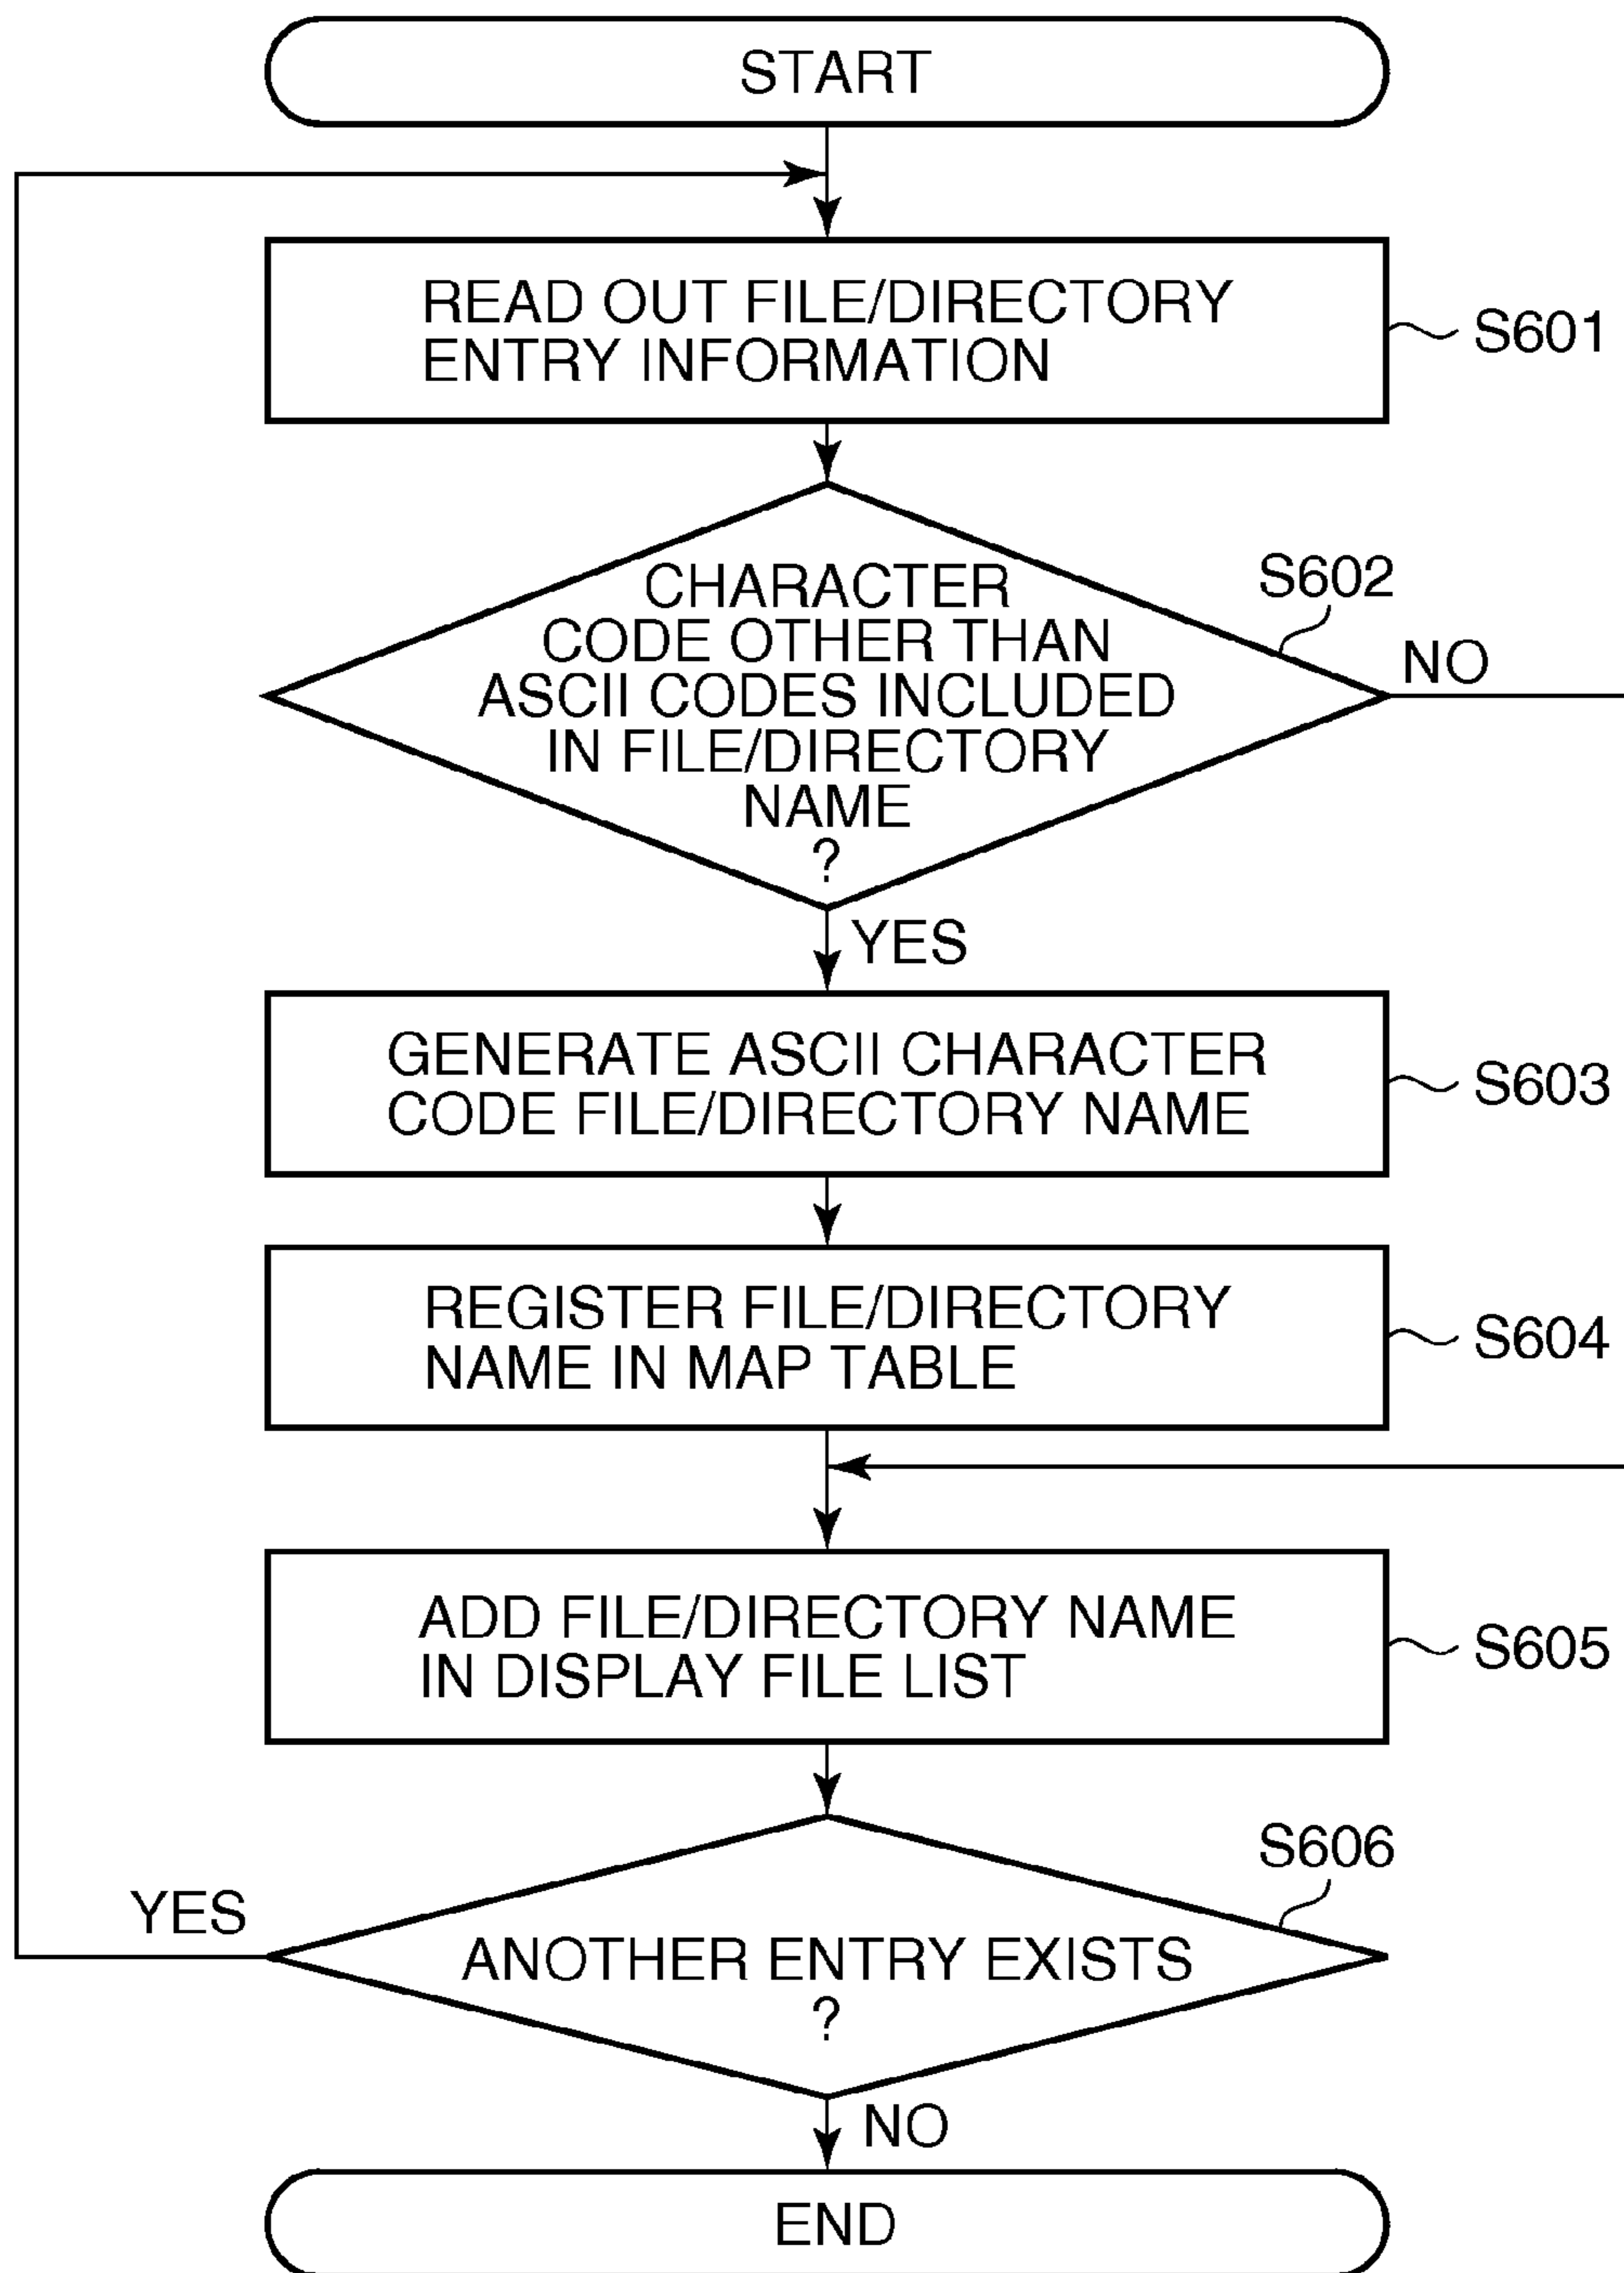 START
READ OUT FILE/DIRECTORY
ENTRY INFORMATION
S601
CHARACTER
CODE OTHER THAN
ASCII CODES INCLUDED
IN FILE/DIRECTORY
NAME
?
S602
NO
YES
GENERATE ASCII CHARACTER
CODE FILE/DIRECTORY NAME
S603
REGISTER FILE/DIRECTORY
NAME IN MAP TABLE
S604
ADD FILE/DIRECTORY NAME
IN DISPLAY FILE LIST
S605
S606
YES
ANOTHER ENTRY EXISTS
?
NO
END